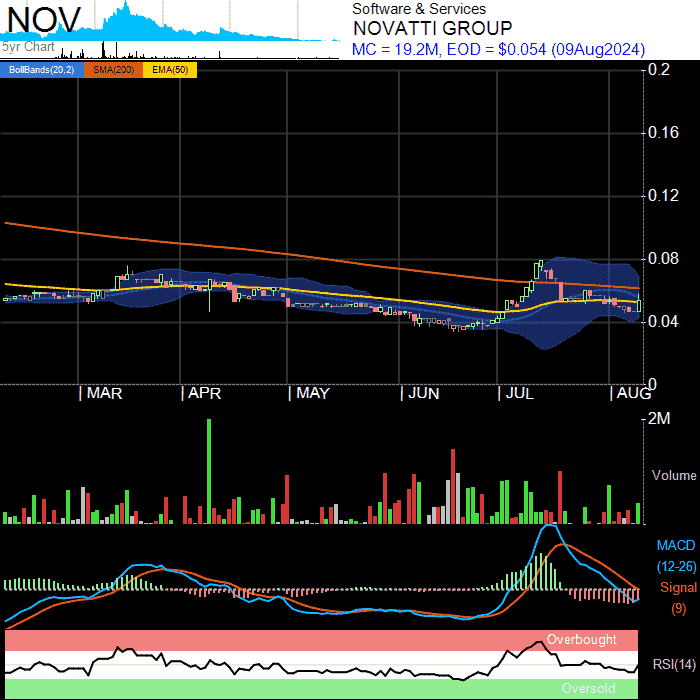 NOV
5yr Chart
Software & Services
NOVATTI GROUP
MC = 19.2M, EOD = $0.054 (09Aug2024)
BollBands(20,2) SMA(200) EMA(50)
0.2
0.16
0.12
0.08
0.04
0
| MAR | APR | MAY | JUN | JUL | AUG
2M
Volume
MACD
(12-26)
Signal
(9)
Overbought
RSI(14)
Oversold